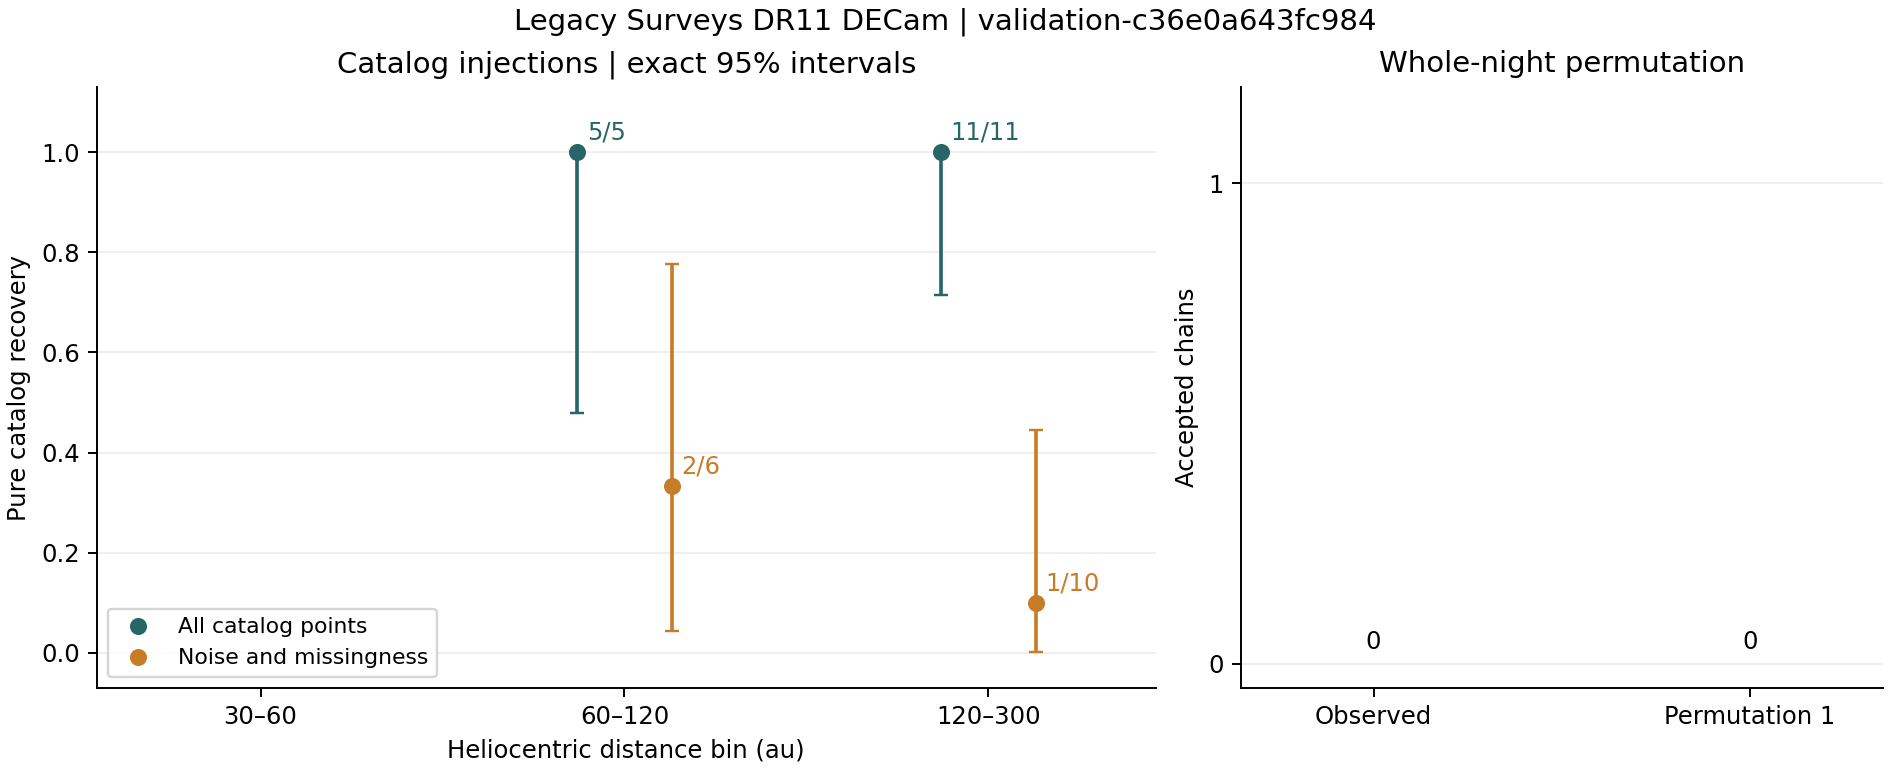 Legacy Surveys DR11 DECam | validation-c36e0a643fc984
Catalog injections | exact 95% intervals
Pure catalog recovery
1.0
0.8
0.6
0.4
0.2
0.0
5/5
11/11
2/6
1/10
All catalog points
Noise and missingness
30–60
60–120
120–300
Heliocentric distance bin (au)
Whole-night permutation
Accepted chains
1
0
0
0
Observed
Permutation 1